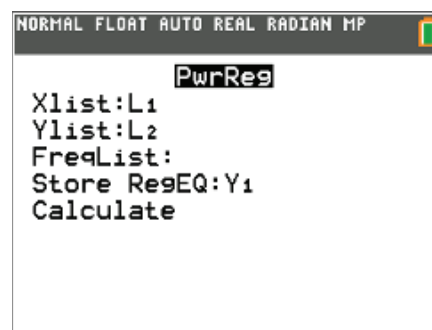 NORMAL FLOAT AUTO REAL RADIAN MP
PwrReg
Xlist:L₁
Ylist:L₂
FreqList:
Store RegEQ:Y₁
Calculate